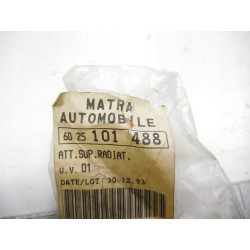 MATRA
AUTOMOBILE
60 25 101 488
ATT.SUP.RADIAT.
U.V. 01
DATE/LOT 30.12.93